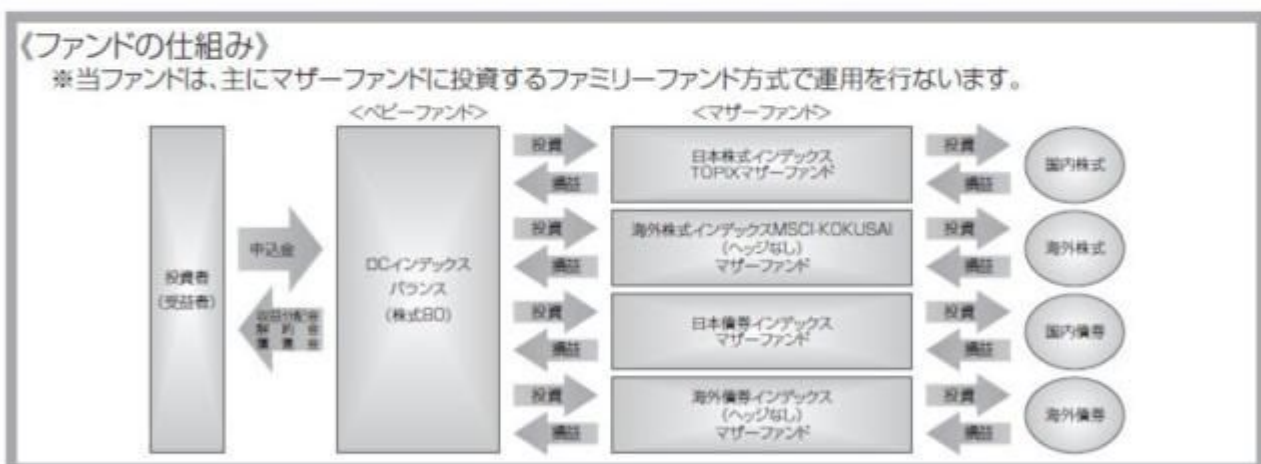 《ファンドの仕組み》
※当ファンドは、主にマザーファンドに投資するファミリーファンド方式で運用を行ないます。
<ベビーファンド>
<マザーファンド>
投資者
(受益者)
申込金
収益分配金
解約金
償還金
DCインデックス
バランス
(株式80)
投資
損益
日本株式インデックス
TOPIXマザーファンド
投資
損益
国内株式
投資
損益
海外株式インデックスMSCI-KOKUSAI
(ヘッジなし)
マザーファンド
投資
損益
海外株式
投資
損益
日本債券インデックス
マザーファンド
投資
損益
国内債券
投資
損益
海外債券インデックス
(ヘッジなし)
マザーファンド
投資
損益
海外債券